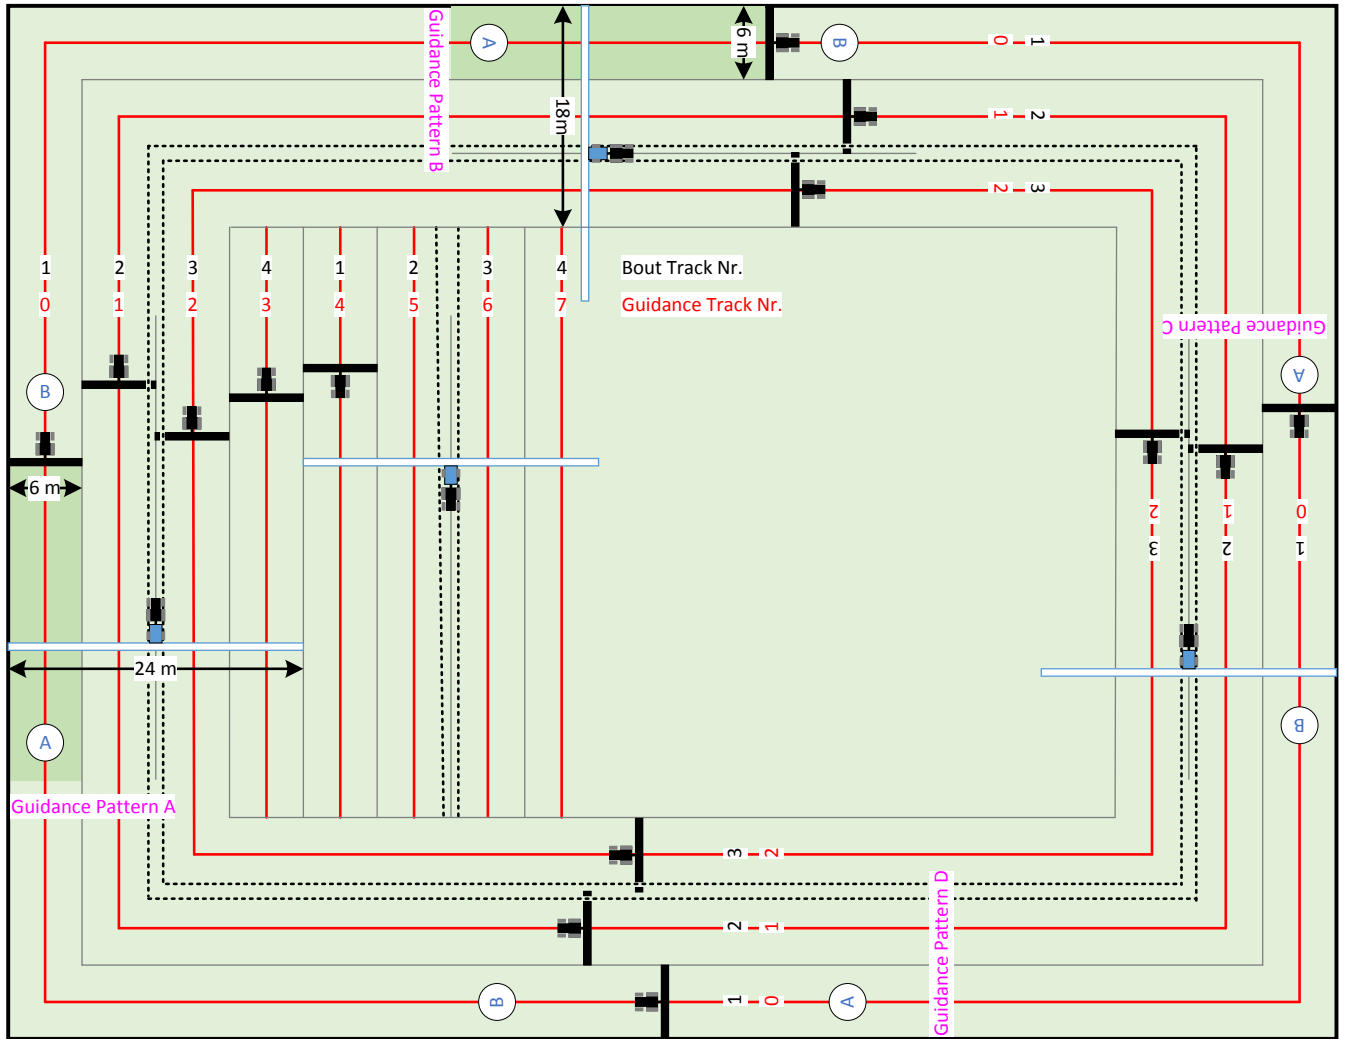 Guidance Pattern B
A
6 m
B
0
1
1
2
18m
2
3
1
2
3
4
1
2
3
4
Bout Track Nr.
0
1
2
3
4
5
6
7
Guidance Track Nr.
Guidance Pattern C
B
A
6 m
2
1
0
3
2
1
24 m
A
B
Guidance Pattern A
3
2
Guidance Pattern D
2
1
B
1
0
A